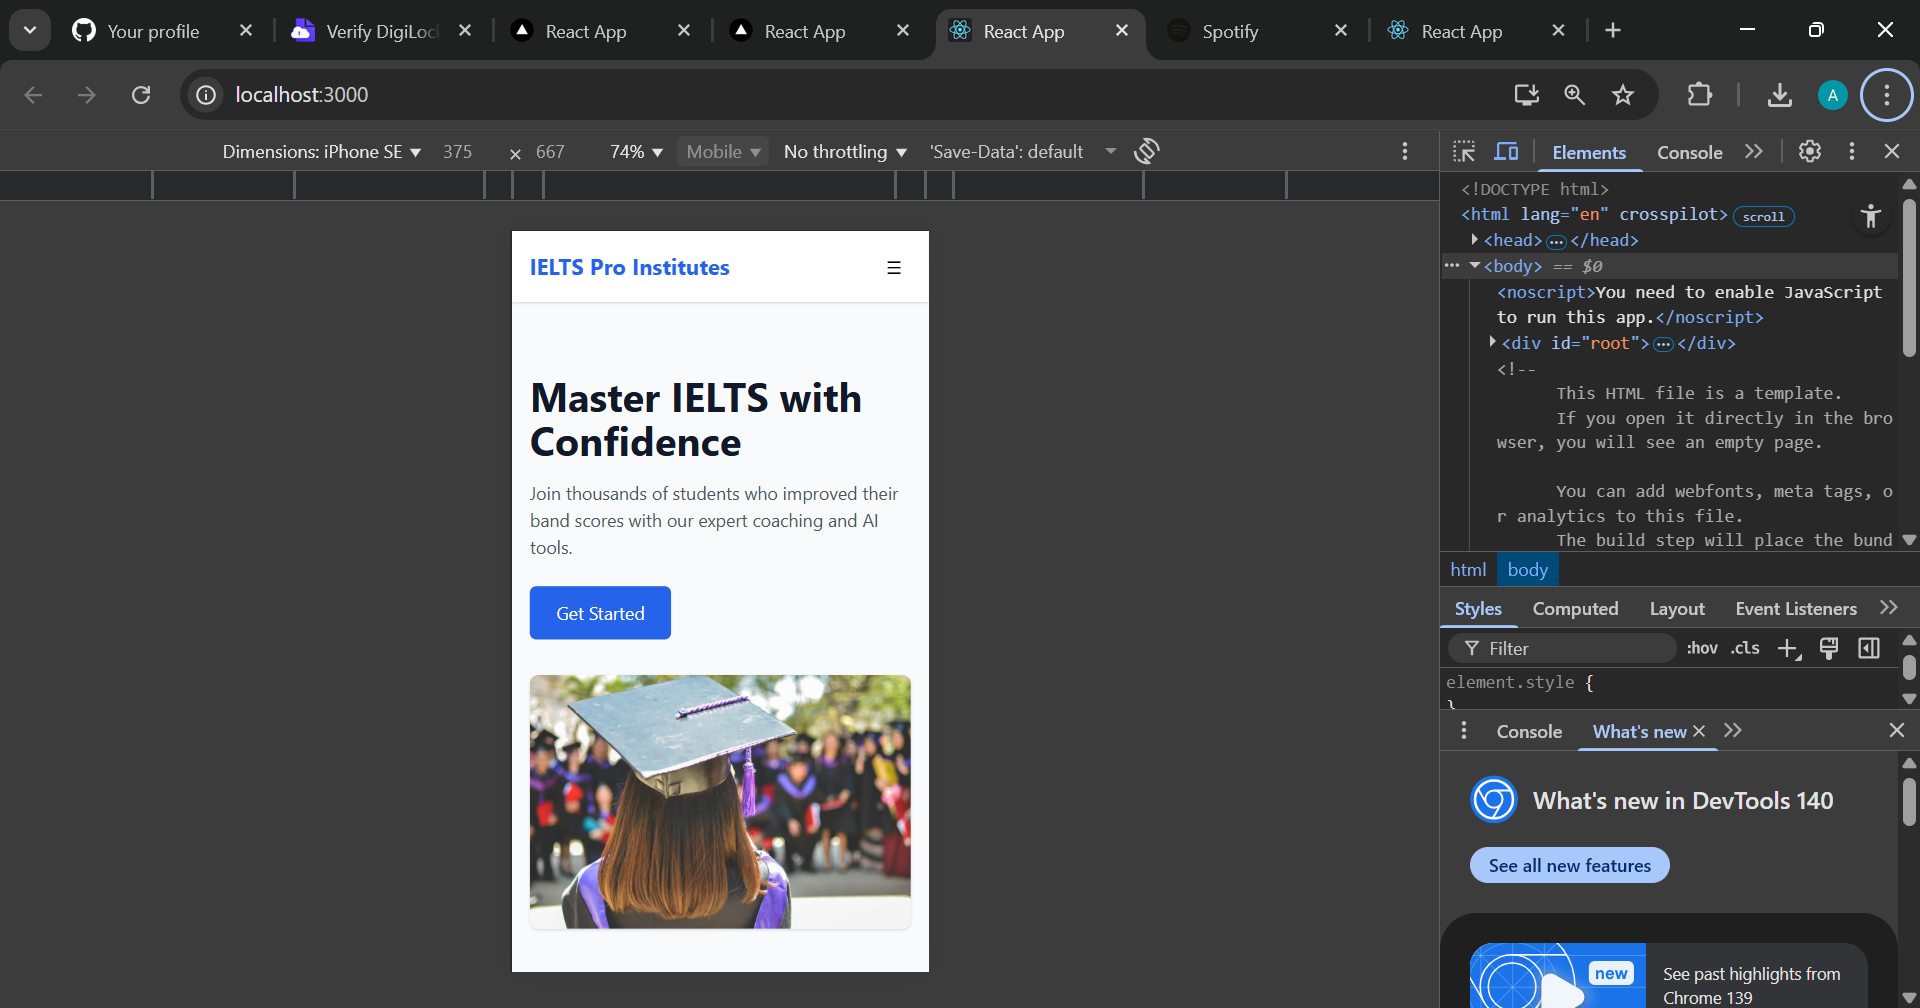 Your profile
Verify DigiLoc
React App
React App
React App
Spotify
React App
localhost:3000
A
Dimensions: iPhone SE
375
×
667
74%
Mobile
No throttling
'Save-Data': default
IELTS Pro Institutes
Master IELTS with
Confidence
Join thousands of students who improved their
band scores with our expert coaching and AI
tools.
Get Started
Elements
Console
<!DOCTYPE html>
<html lang="en" crosspilot> scroll
<head> ••• </head>
••• <body> == $0
<noscript>You need to enable JavaScript
to run this app.</noscript>
<div id="root"> ••• </div>
<!--
This HTML file is a template.
If you open it directly in the bro
wser, you will see an empty page.
You can add webfonts, meta tags, o
r analytics to this file.
The build step will place the bund
html
body
Styles
Computed
Layout
Event Listeners
Filter
:hov
.cls
element.style {
}
Console
What's new
What's new in DevTools 140
See all new features
new
See past highlights from
Chrome 139